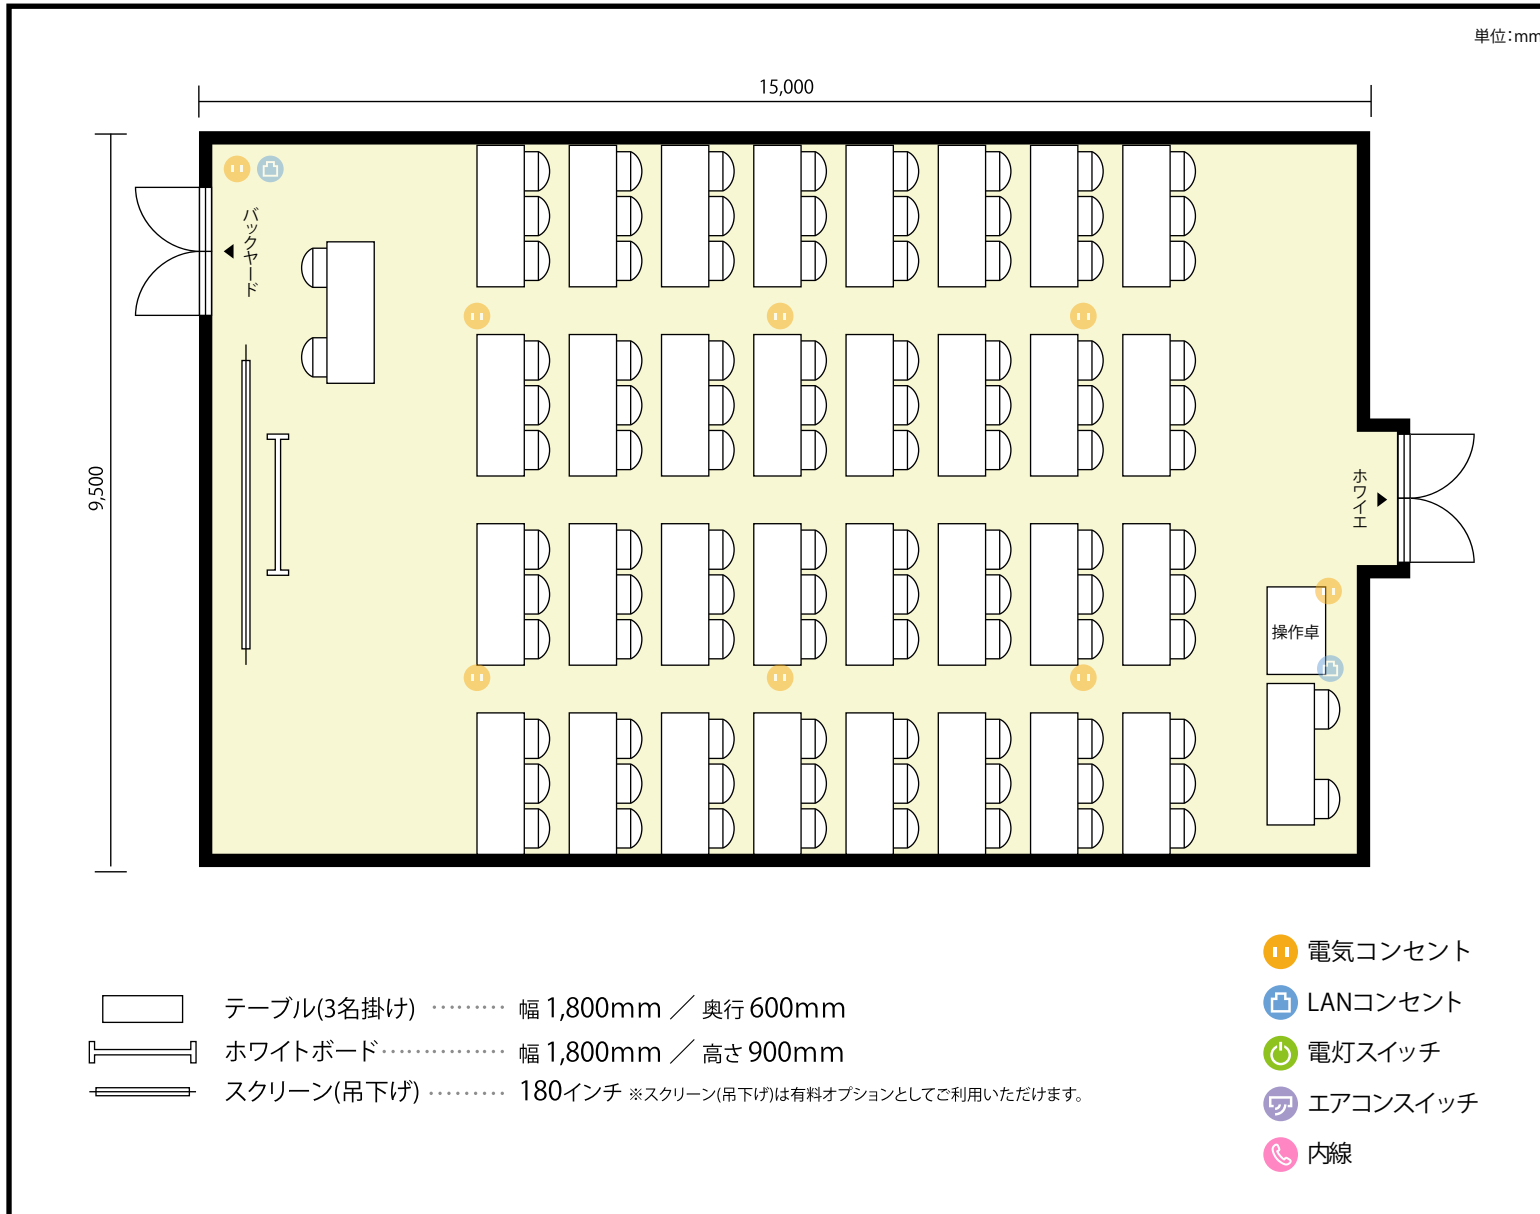 単位：mm
15,000
9,500
バックヤード
ホワイエ
操作卓
テーブル(3名掛け) ……… 幅 1,800mm ／ 奥行 600mm
ホワイトボード…………… 幅 1,800mm ／ 高さ 900mm
スクリーン(吊下げ) ……… 180インチ ※スクリーン(吊下げ)は有料オプションとしてご利用いただけます。
電気コンセント
LANコンセント
電灯スイッチ
エアコンスイッチ
内線